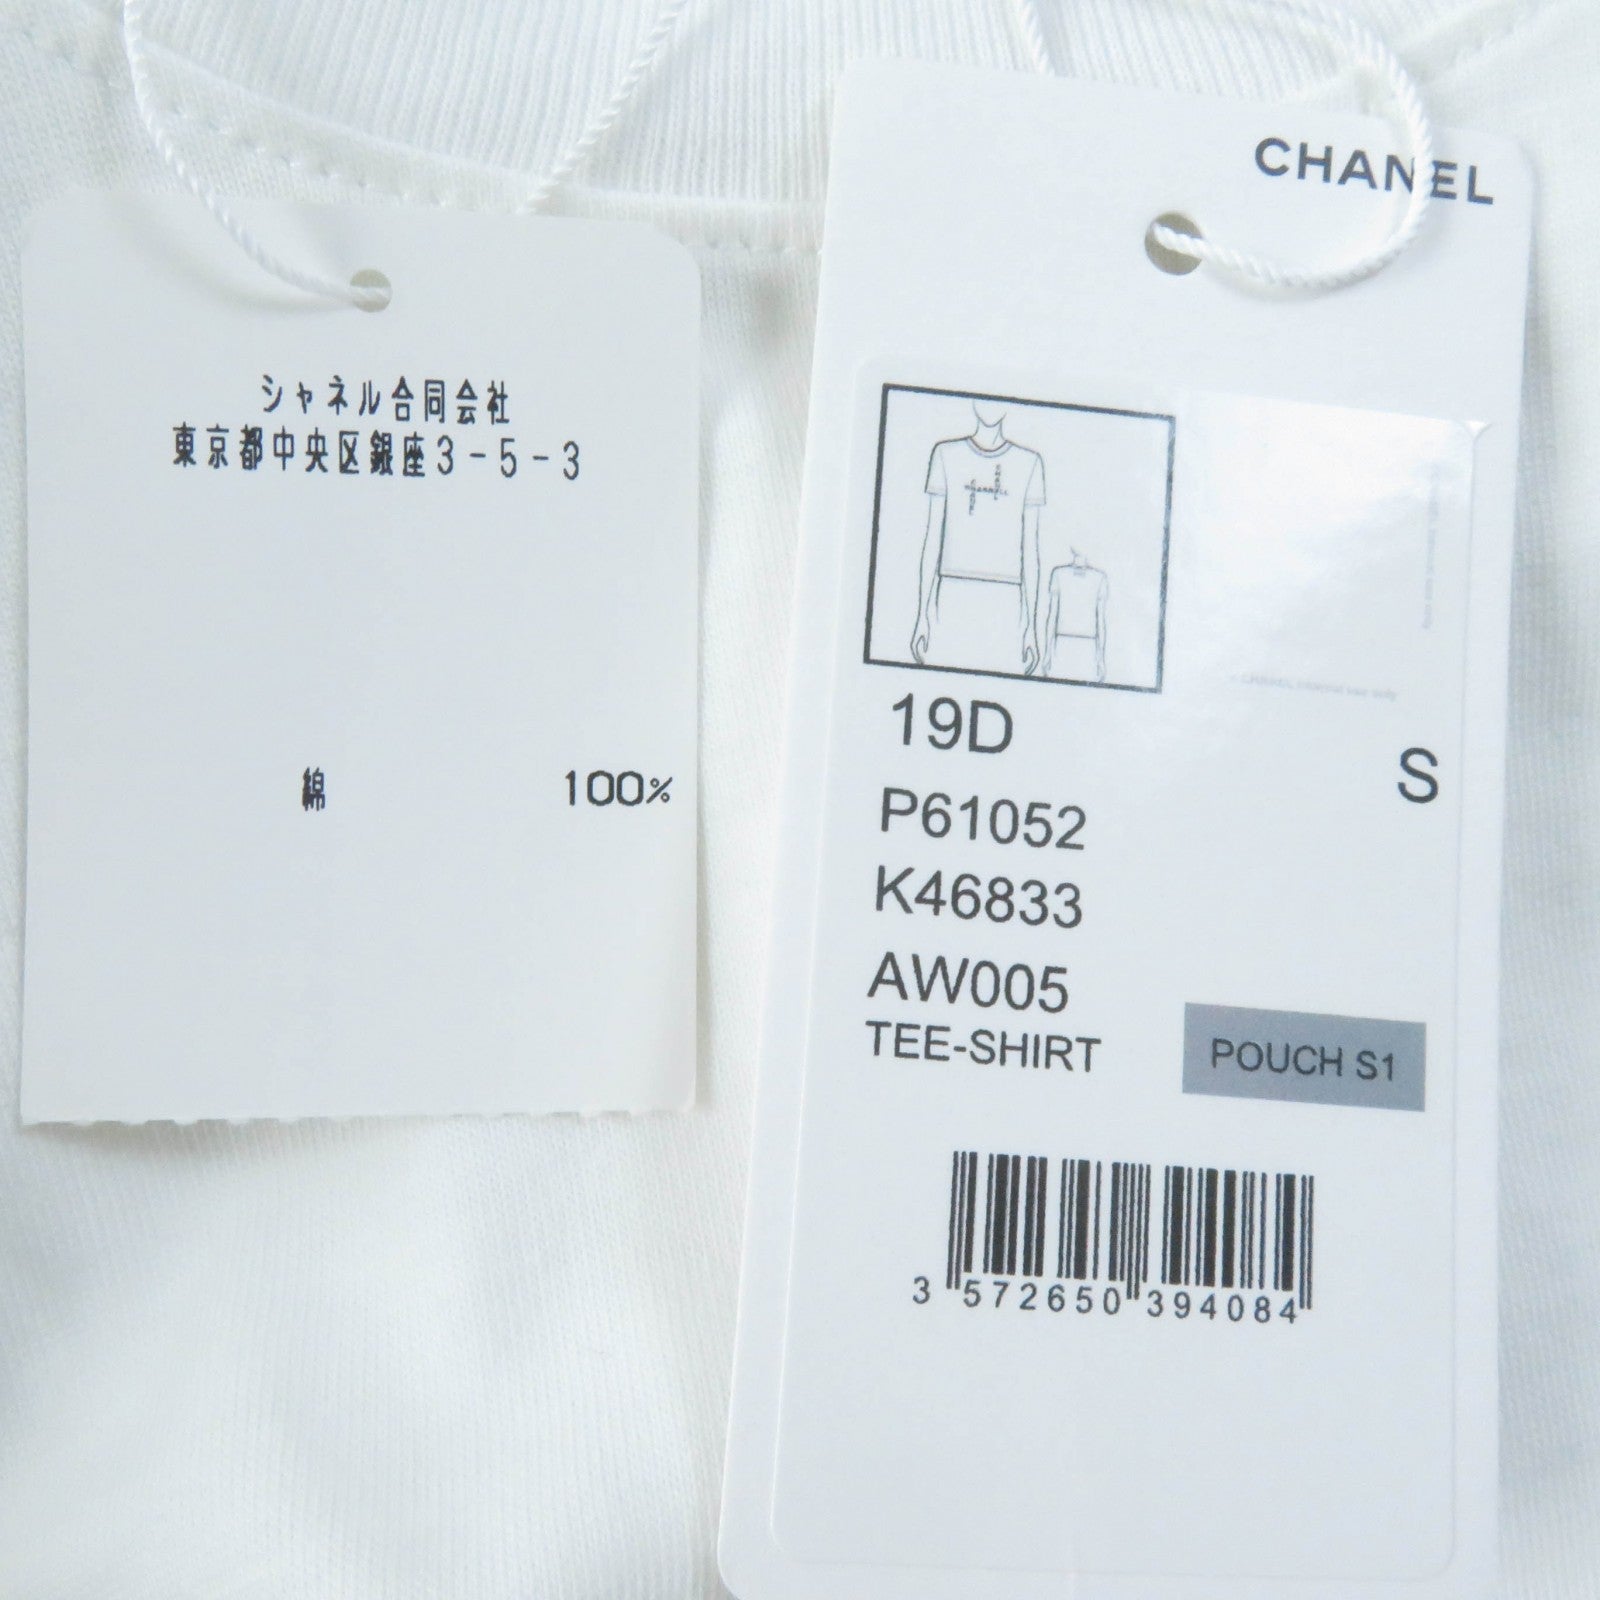 シャネル合同会社
東京都中央区銀座3-5-3
綿 100%
CHANEL
19D
S
P61052
K46833
AW005
TEE-SHIRT
POUCH S1
3 572650 394084